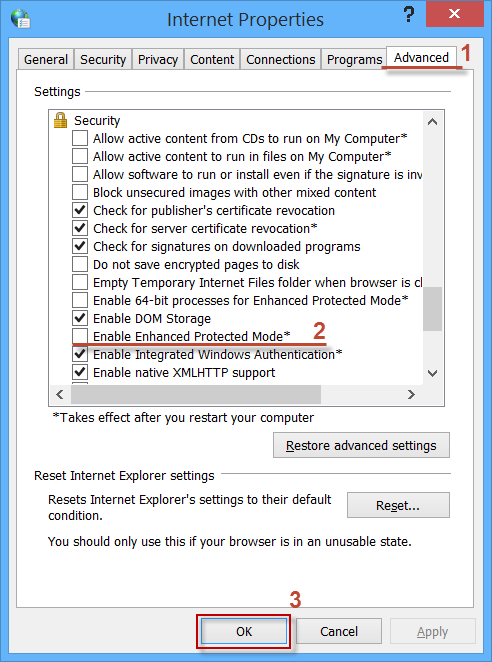 Internet Properties
?
General Security Privacy Content Connections Programs Advanced 1
Settings
Security
Allow active content from CDs to run on My Computer*
Allow active content to run in files on My Computer*
Allow software to run or install even if the signature is inv
Block unsecured images with other mixed content
Check for publisher's certificate revocation
Check for server certificate revocation*
Check for signatures on downloaded programs
Do not save encrypted pages to disk
Empty Temporary Internet Files folder when browser is cl
Enable 64-bit processes for Enhanced Protected Mode*
Enable DOM Storage
Enable Enhanced Protected Mode* 2
Enable Integrated Windows Authentication*
Enable native XMLHTTP support
*Takes effect after you restart your computer
Restore advanced settings
Reset Internet Explorer settings
Resets Internet Explorer's settings to their default
condition.
Reset...
You should only use this if your browser is in an unusable state.
3
OK Cancel Apply